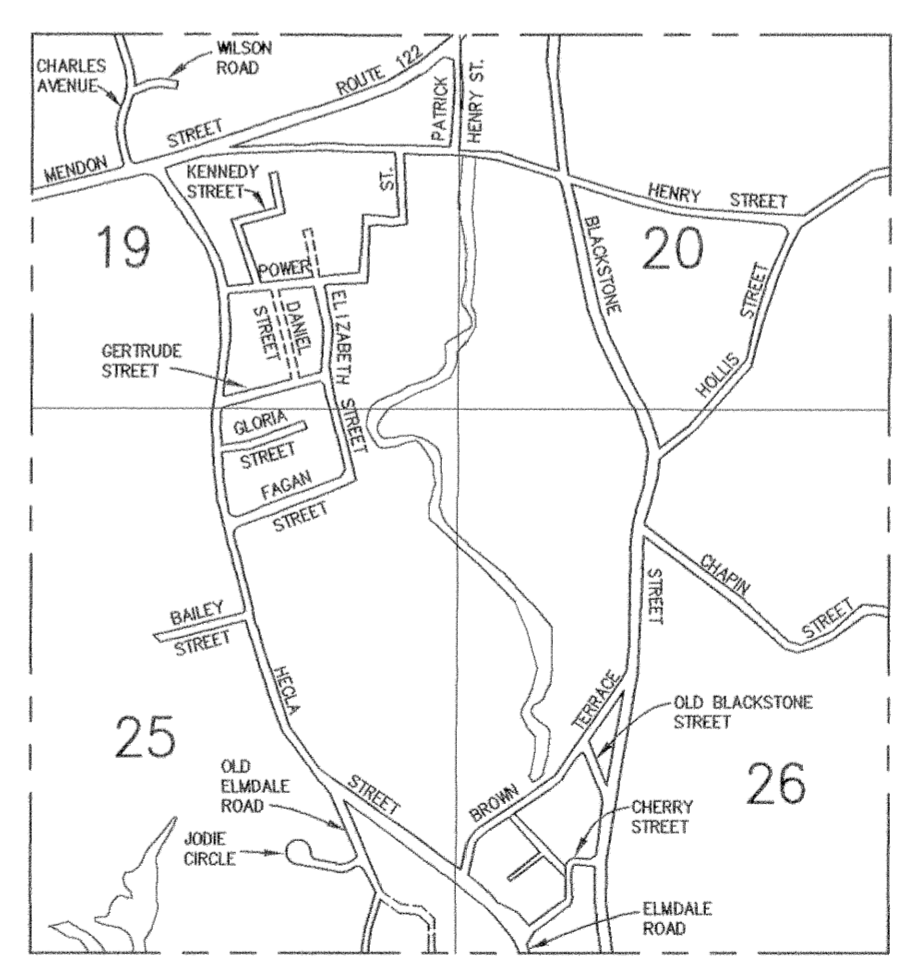 WILSON
ROAD
CHARLES
AVENUE
ROUTE 122
PATRICK
HENRY ST.
MENDON STREET
KENNEDY
STREET
ST.
HENRY STREET
19
20
BLACKSTONE
POWER
DANIEL
STREET
ELIZABETH STREET
HOLLIS STREET
GERTRUDE
STREET
GLORIA
STREET
FAGAN
STREET
CHAPIN STREET
STREET
BAILEY
STREET
HECLA STREET
BROWN TERRACE
OLD BLACKSTONE
STREET
25
26
OLD
ELMDALE
ROAD
JODIE
CIRCLE
CHERRY
STREET
ELMDALE
ROAD